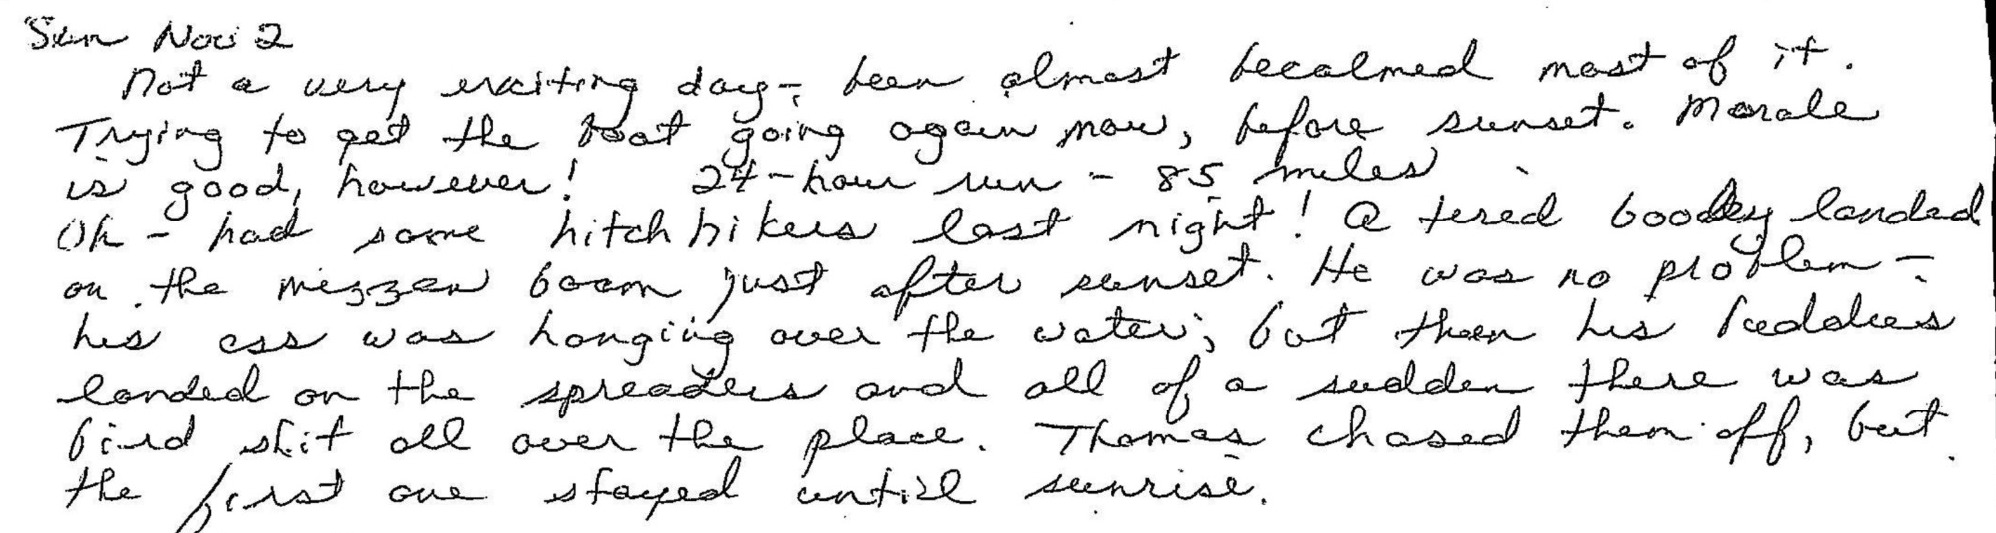 Sun Nov 2
Not a very exciting day - been almost becalmed most of it.
Trying to get the boat going again now, before sunset. Morale
is good, however! 24-hour run - 85 miles
Oh - had some hitchhikers last night! A tired booby landed
on the mizzen boom just after sunset. He was no problem -
his ass was hanging over the water; but then his buddies
landed on the spreaders and all of a sudden there was
bird shit all over the place. Thomas chased them off, but
the first one stayed until sunrise.